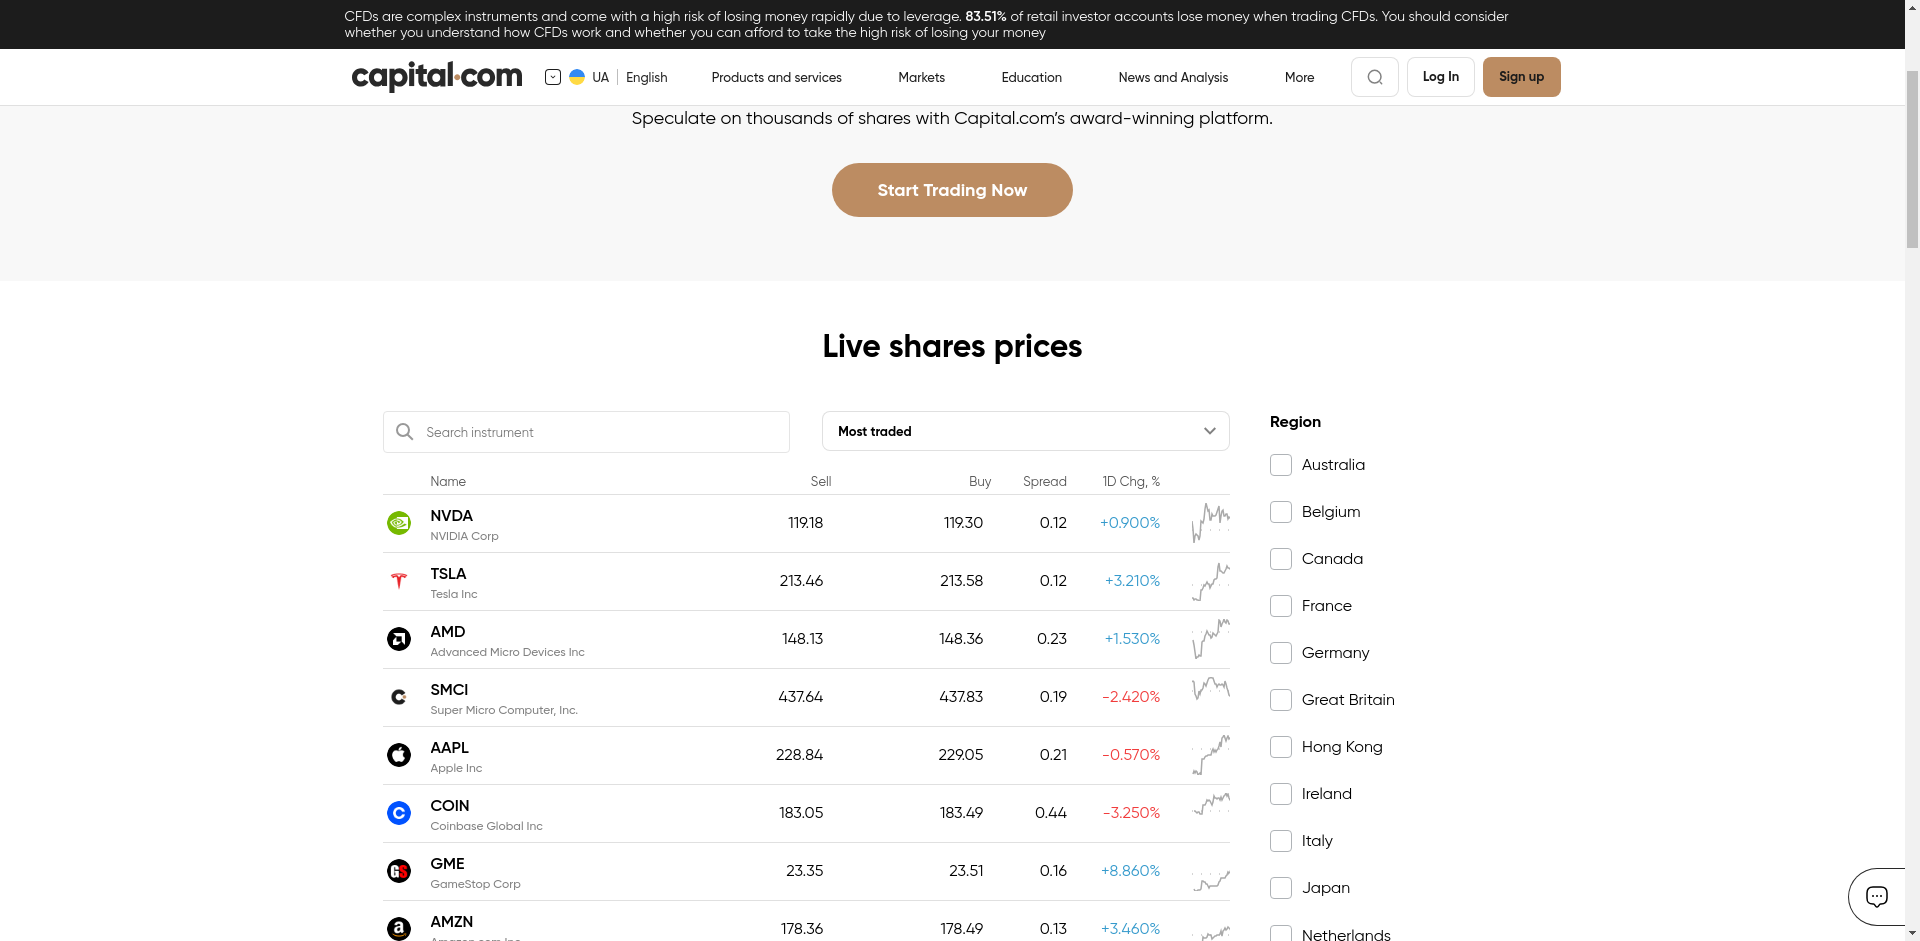 CFDs are complex instruments and come with a high risk of losing money rapidly due to leverage. 83.51% of retail investor accounts lose money when trading CFDs. You should consider
whether you understand how CFDs work and whether you can afford to take the high risk of losing your money
capital.com
UA English
Products and services
Markets
Education
News and Analysis
More
Log In
Sign up
Speculate on thousands of shares with Capital.com’s award-winning platform.
Start Trading Now
Live shares prices
Search instrument
Most traded
Name Sell Buy Spread 1D Chg, %
NVDA
NVIDIA Corp
119.18 119.30 0.12 +0.900%
TSLA
Tesla Inc
213.46 213.58 0.12 +3.210%
AMD
Advanced Micro Devices Inc
148.13 148.36 0.23 +1.530%
SMCI
Super Micro Computer, Inc.
437.64 437.83 0.19 -2.420%
AAPL
Apple Inc
228.84 229.05 0.21 -0.570%
COIN
Coinbase Global Inc
183.05 183.49 0.44 -3.250%
GME
GameStop Corp
23.35 23.51 0.16 +8.860%
AMZN
178.36 178.49 0.13 +3.460%
Region
Australia
Belgium
Canada
France
Germany
Great Britain
Hong Kong
Ireland
Italy
Japan
Netherlands